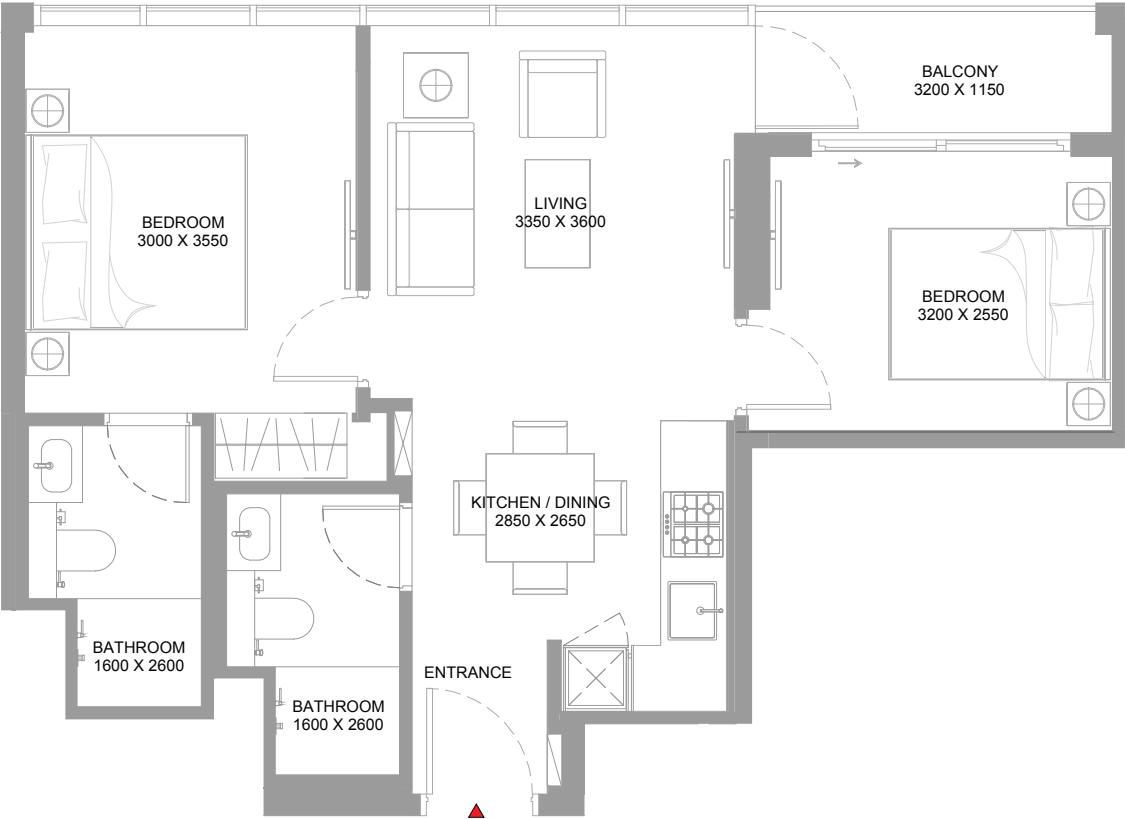 BALCONY
3200 X 1150
LIVING
3350 X 3600
BEDROOM
3000 X 3550
BEDROOM
3200 X 2550
KITCHEN / DINING
2850 X 2650
BATHROOM
1600 X 2600
ENTRANCE
BATHROOM
1600 X 2600